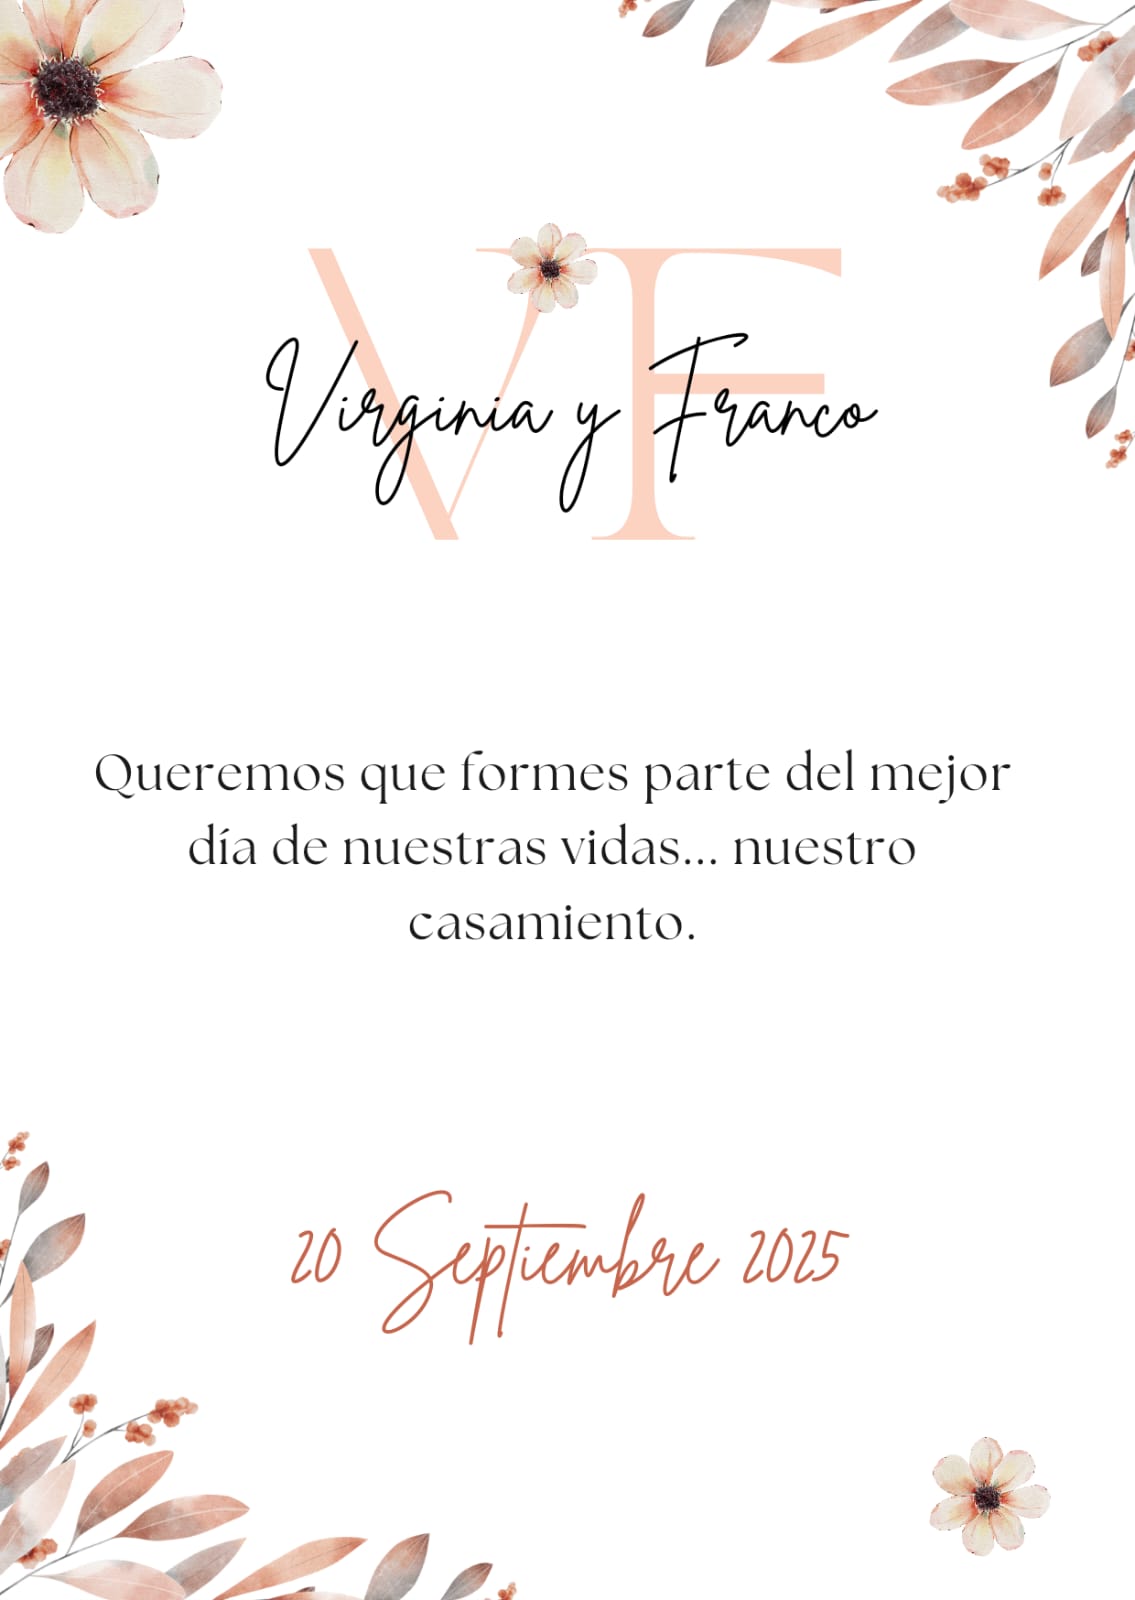 VF
Virginia y Franco
Queremos que formes parte del mejor
día de nuestras vidas... nuestro
casamiento.
20 Septiembre 2025